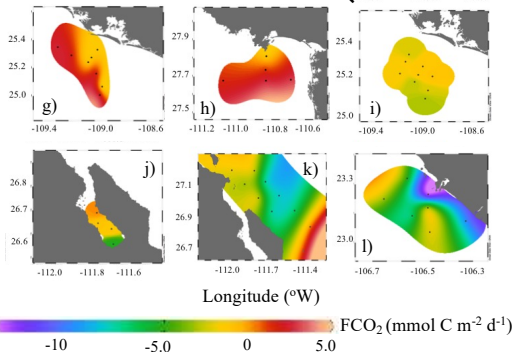 25.4
25.2
25.0
g)
-109.4 -109.0 -108.6
27.9
27.7
27.5
h)
-111.2 -111.0 -110.8 -110.6
25.4
25.2
25.0
i)
-109.4 -109.0 -108.6
26.8
26.7
26.6
j)
-112.0 -111.8 -111.6
27.1
26.9
26.7
k)
-112.0 -111.7 -111.4
23.3
23.0
l)
-106.7 -106.5 -106.3
Longitude (°W)
FCO₂ (mmol C m⁻² d⁻¹)
-10 -5.0 0 5.0